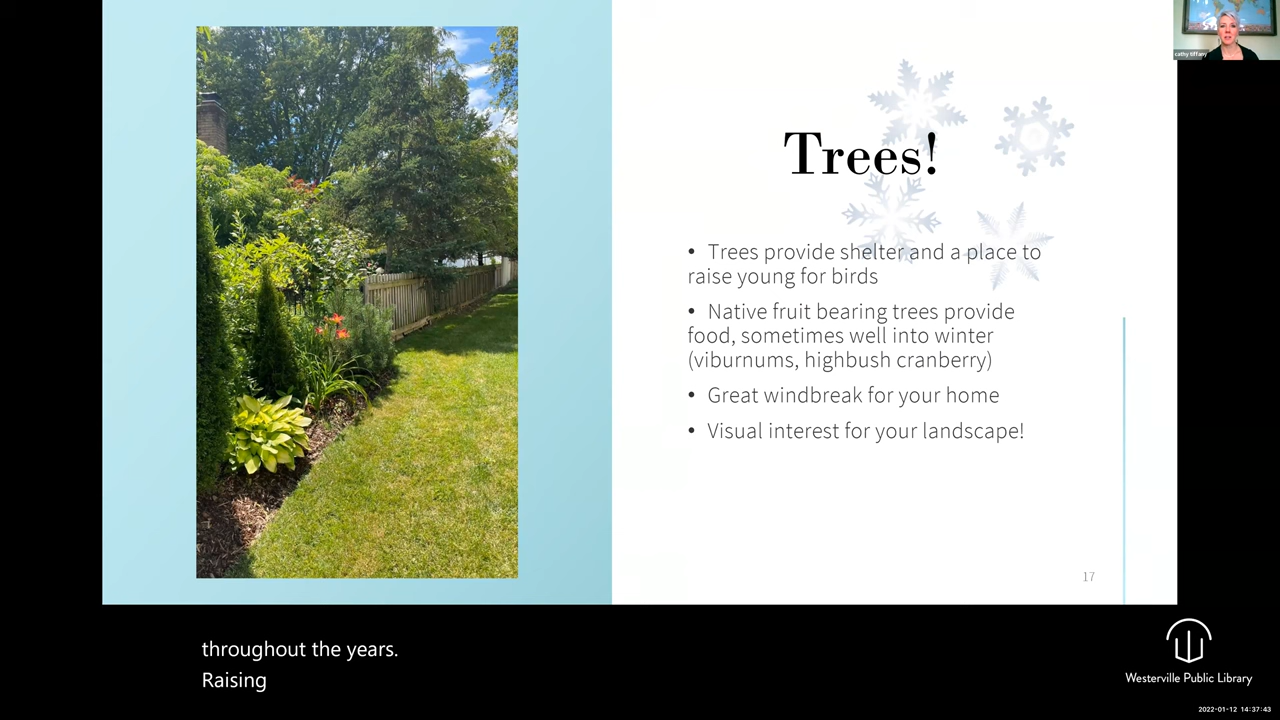 cathy tiffany
Trees!
• Trees provide shelter and a place to
raise young for birds
• Native fruit bearing trees provide
food, sometimes well into winter
(viburnums, highbush cranberry)
• Great windbreak for your home
• Visual interest for your landscape!
17
throughout the years.
Raising
Westerville Public Library
2022-01-12 14:37:43